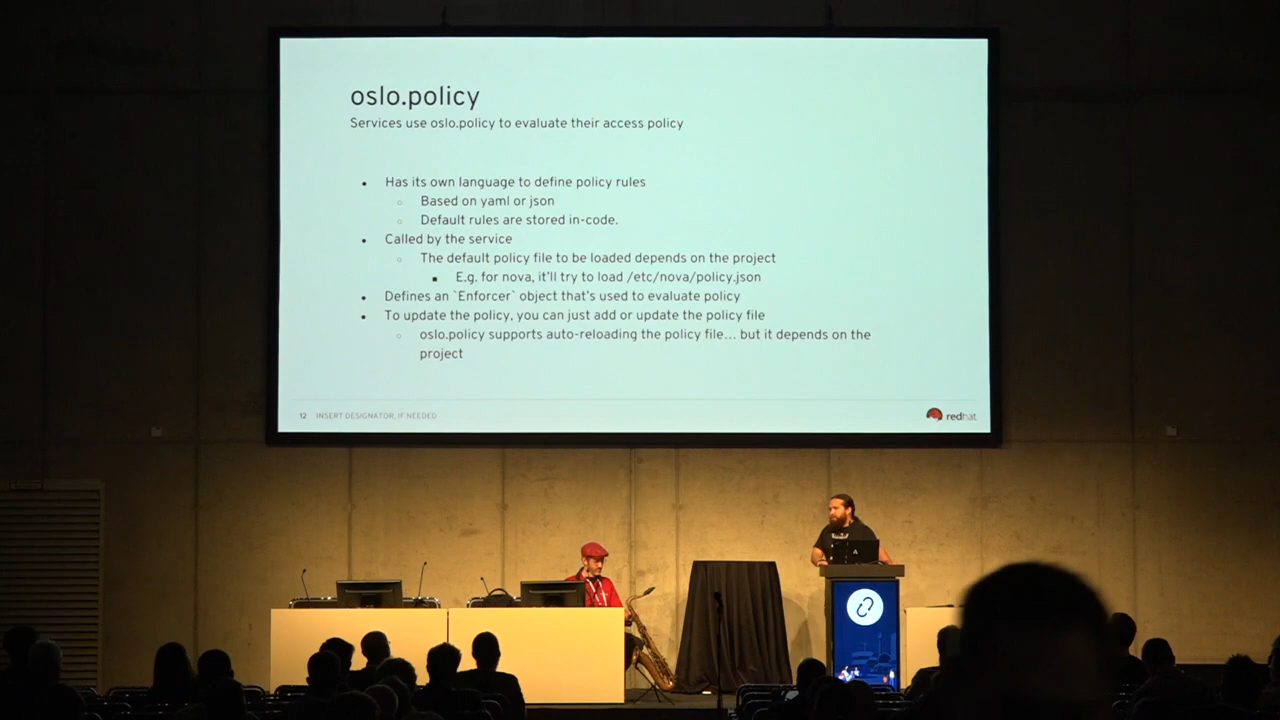 oslo.policy
Services use oslo.policy to evaluate their access policy
Has its own language to define policy rules
Based on yaml or json
Default rules are stored in-code.
Called by the service
The default policy file to be loaded depends on the project
E.g. for nova, it'll try to load /etc/nova/policy.json
Defines an `Enforcer` object that's used to evaluate policy
To update the policy, you can just add or update the policy file
oslo.policy supports auto-reloading the policy file... but it depends on the
project
12 INSERT DESIGNATOR, IF NEEDED
redhat.